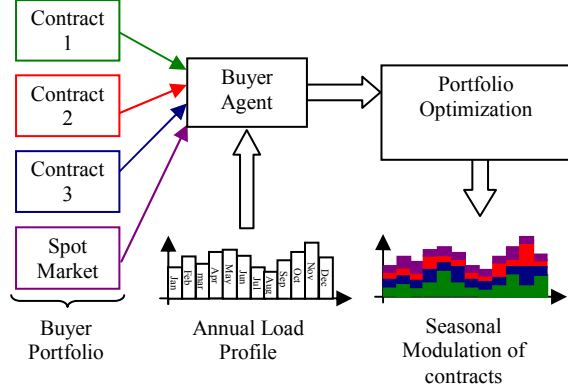 Contract
1
Contract
2
Contract
3
Spot
Market
Buyer
Portfolio
Buyer
Agent
Portfolio
Optimization
Jan
Feb
mar
Apr
May
Jun
Jul
Aug
Sep
Oct
Nov
Dec
Annual Load
Profile
Seasonal
Modulation of
contracts